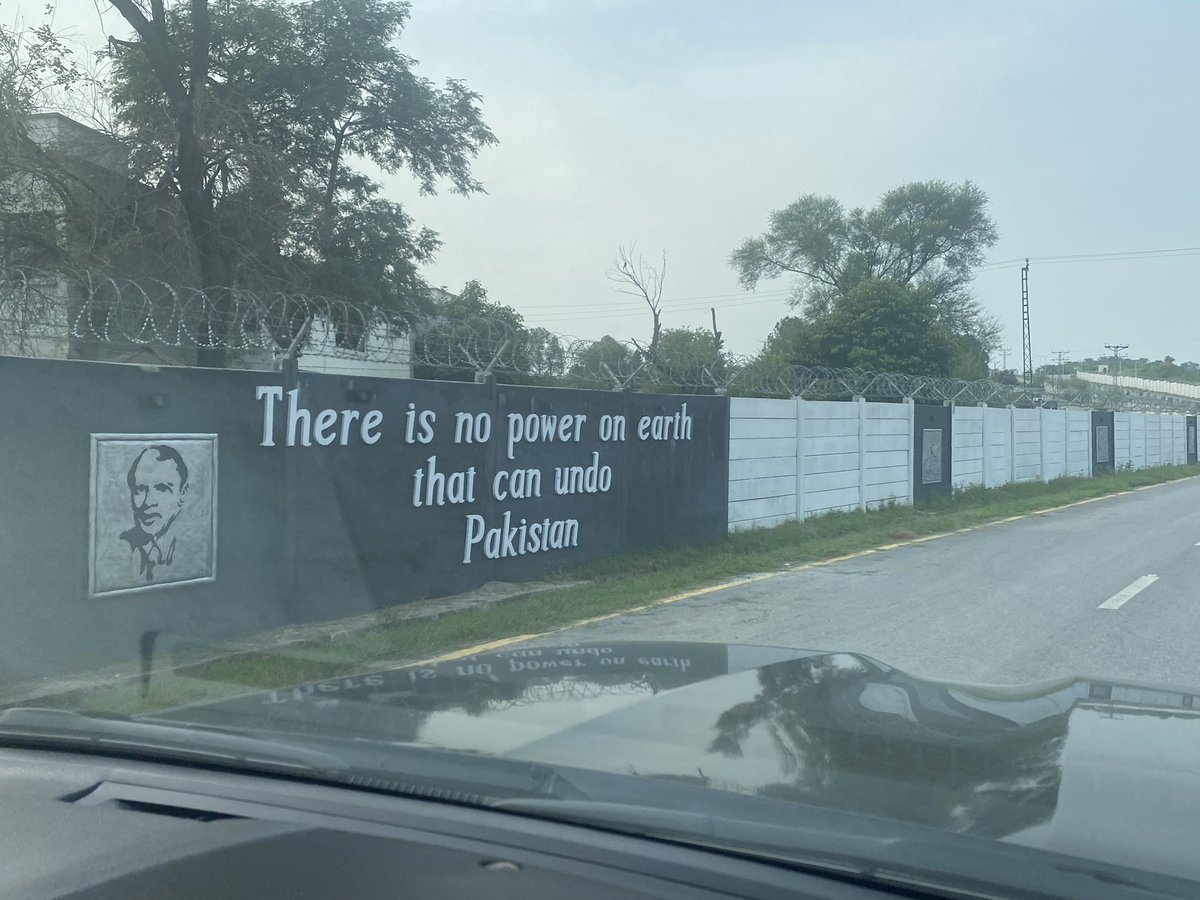 There is no power on earth
that can undo
Pakistan